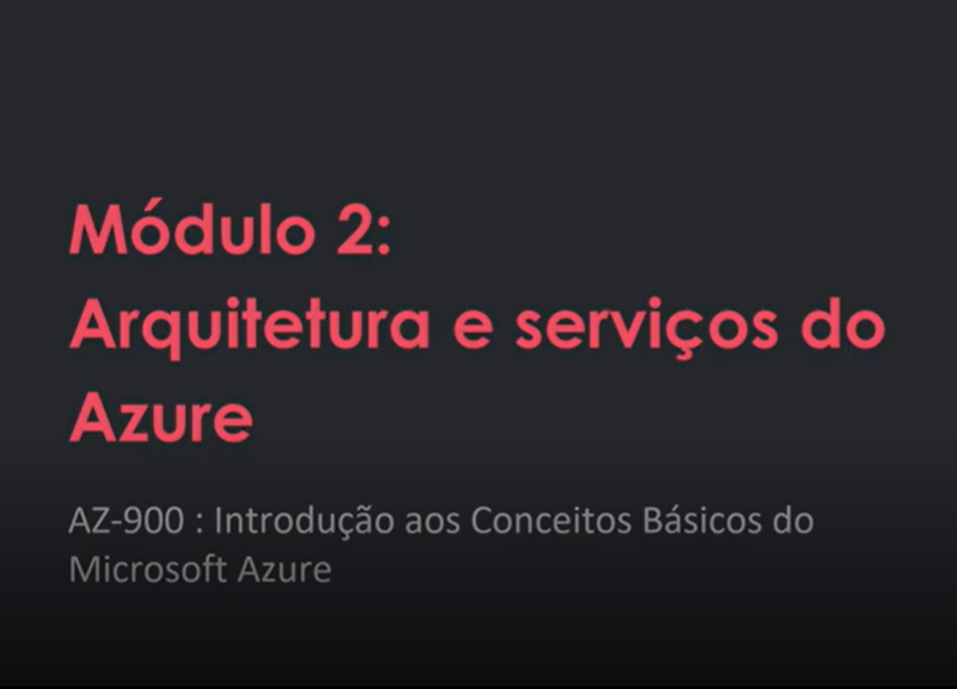 Módulo 2:
Arquitetura e serviços do
Azure
AZ-900 : Introdução aos Conceitos Básicos do
Microsoft Azure